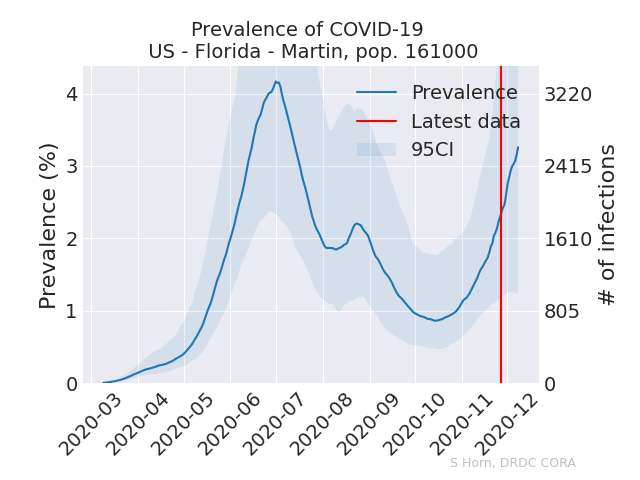 Prevalence of COVID-19
US - Florida - Martin, pop. 161000
Prevalence (%)
4
3
2
1
0
Prevalence
Latest data
95CI
3220
2415
1610
805
0
# of infections
2020-03
2020-04
2020-05
2020-06
2020-07
2020-08
2020-09
2020-10
2020-11
2020-12
S Horn, DRDC CORA